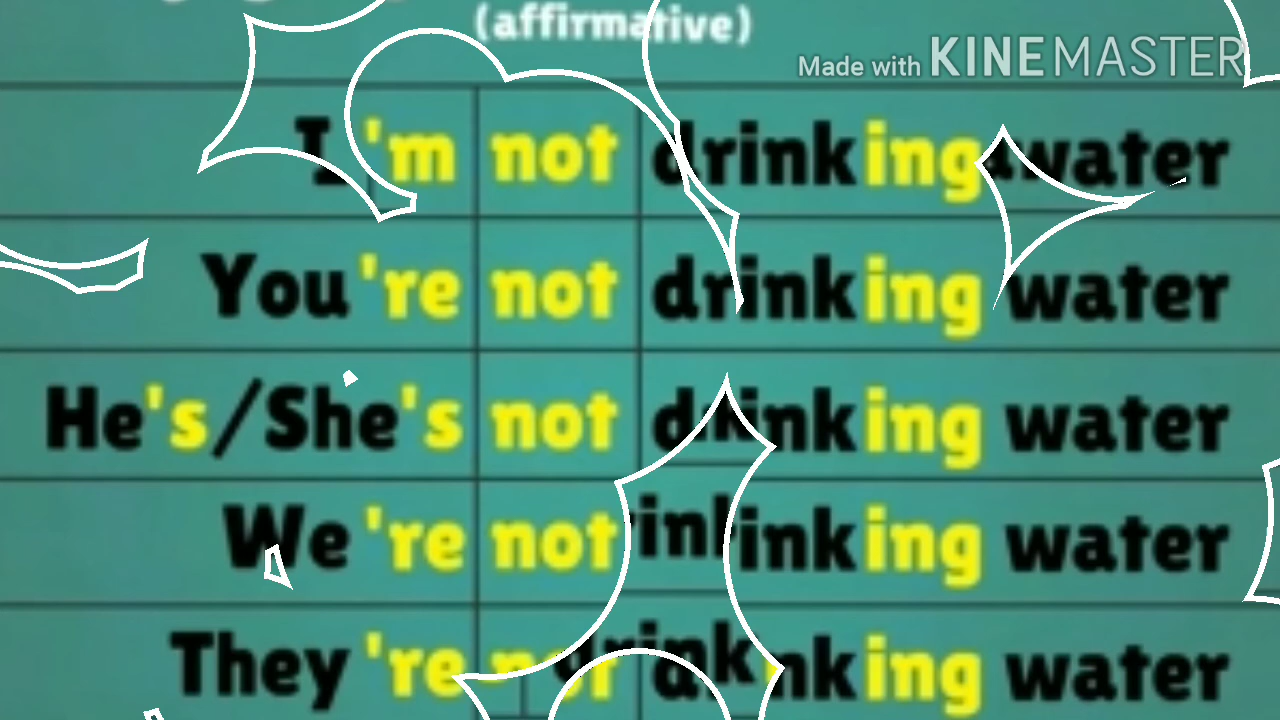 (affirmative)
Made with KINEMASTER
I 'm not drinking water
You 're not drinking water
He's/She's not drinking water
We 're not drinking water
They 're not drinking water